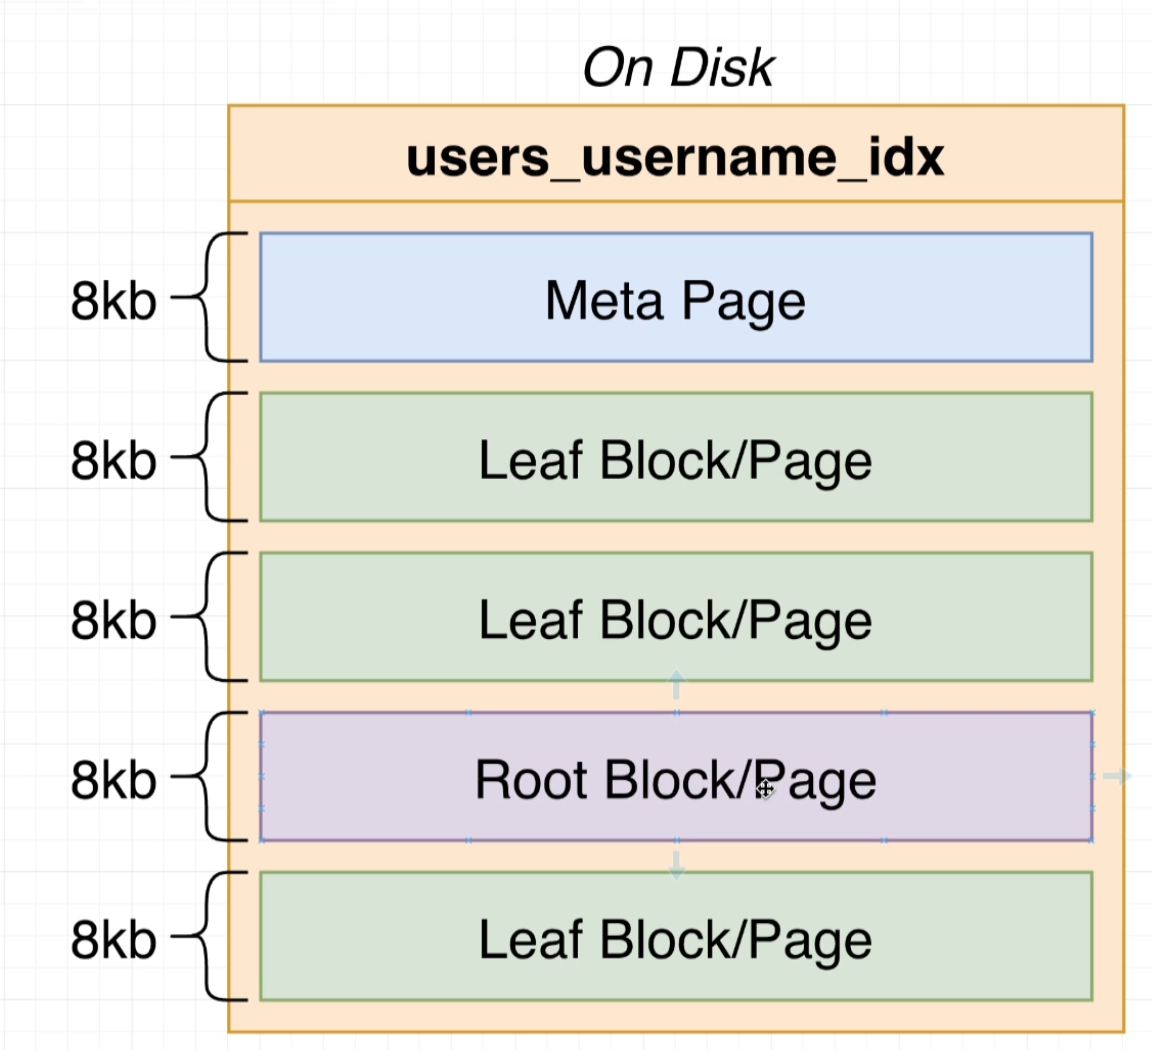 On Disk
users_username_idx
8kb
Meta Page
8kb
Leaf Block/Page
8kb
Leaf Block/Page
8kb
Root Block/Page
8kb
Leaf Block/Page